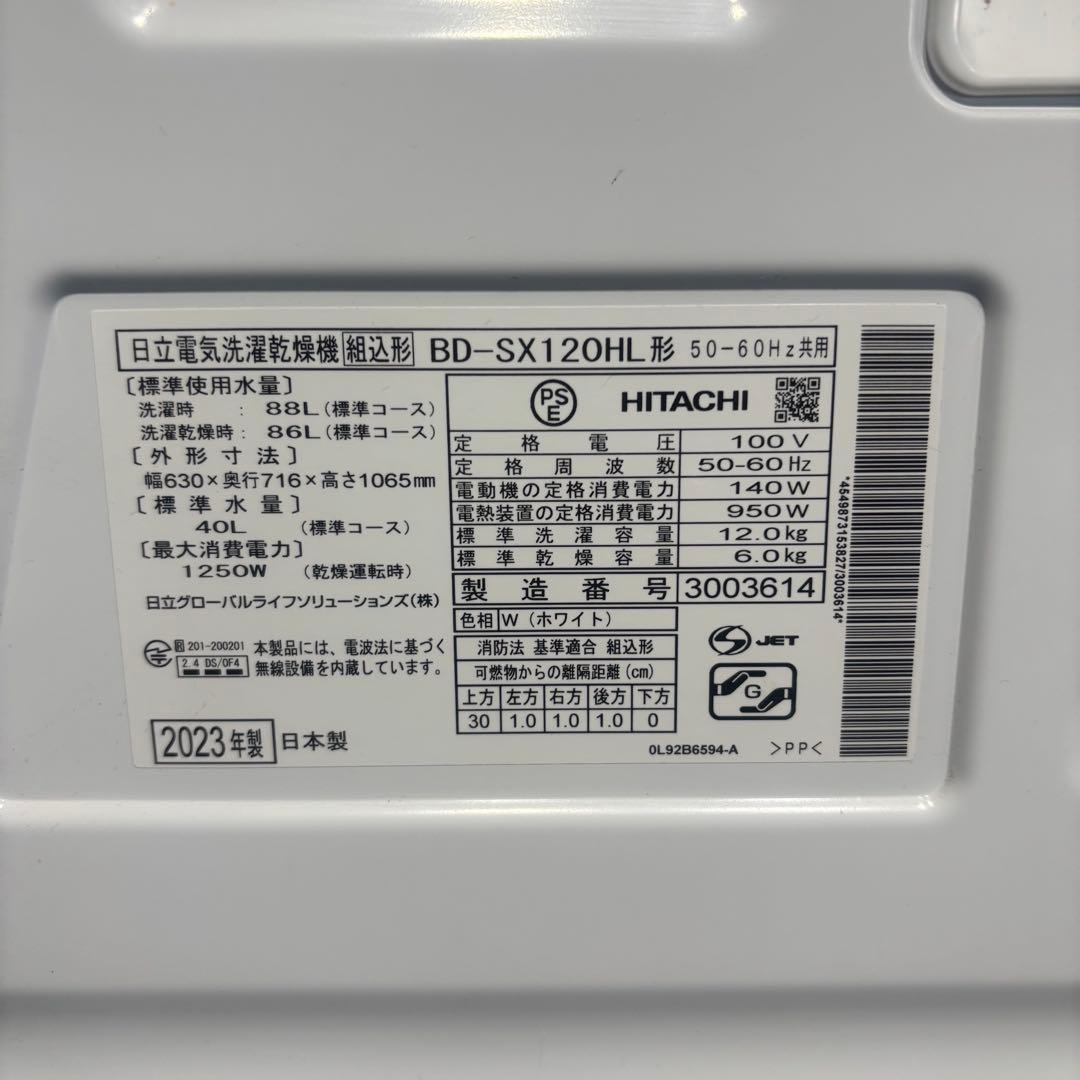 日立電気洗濯乾燥機 組込形 BD-SX120HL形 50-60Hz共用
〔標準使用水量〕
洗濯時 : 88L(標準コース)
洗濯乾燥時: 86L(標準コース)
〔外形寸法〕
幅630×奥行716×高さ1065mm
〔標準水量〕
40L (標準コース)
〔最大消費電力〕
1250W (乾燥運転時)
日立グローバルライフソリューションズ(株)
R 201-200201
2.4 DS/OF4
本製品には、電波法に基づく
無線設備を内蔵しています。
2023年製 日本製
PSE HITACHI
定格電圧 100V
定格周波数 50-60Hz
電動機の定格消費電力 140W
電熱装置の定格消費電力 950W
標準洗濯容量 12.0kg
標準乾燥容量 6.0kg
製造番号 3003614
色相 W(ホワイト)
消防法 基準適合 組込形
可燃物からの離隔距離(cm)
上方 左方 右方 後方 下方
30 1.0 1.0 1.0 0
S JET
G
0L92B6594-A >PP<
*4549873153827/3003614*